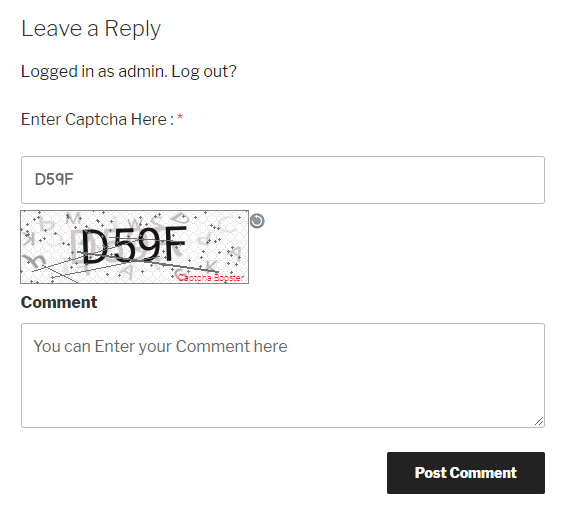 Leave a Reply
Logged in as admin. Log out?
Enter Captcha Here : *
D59F
D59F
Captcha Booster
Comment
You can Enter your Comment here
Post Comment